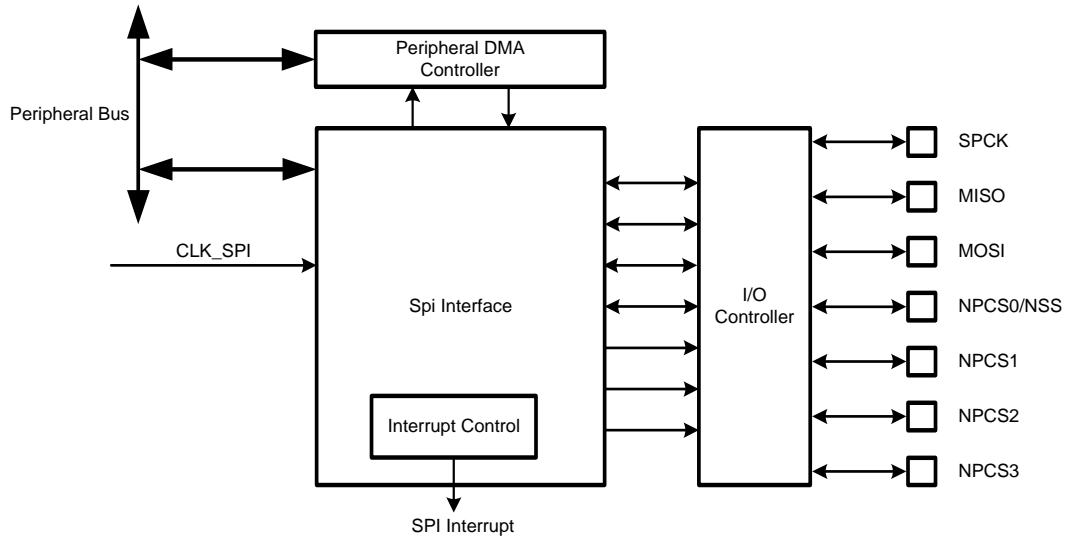 Peripheral DMA
Controller
Peripheral Bus
CLK_SPI
Spi Interface
Interrupt Control
SPI Interrupt
I/O
Controller
SPCK
MISO
MOSI
NPCS0/NSS
NPCS1
NPCS2
NPCS3